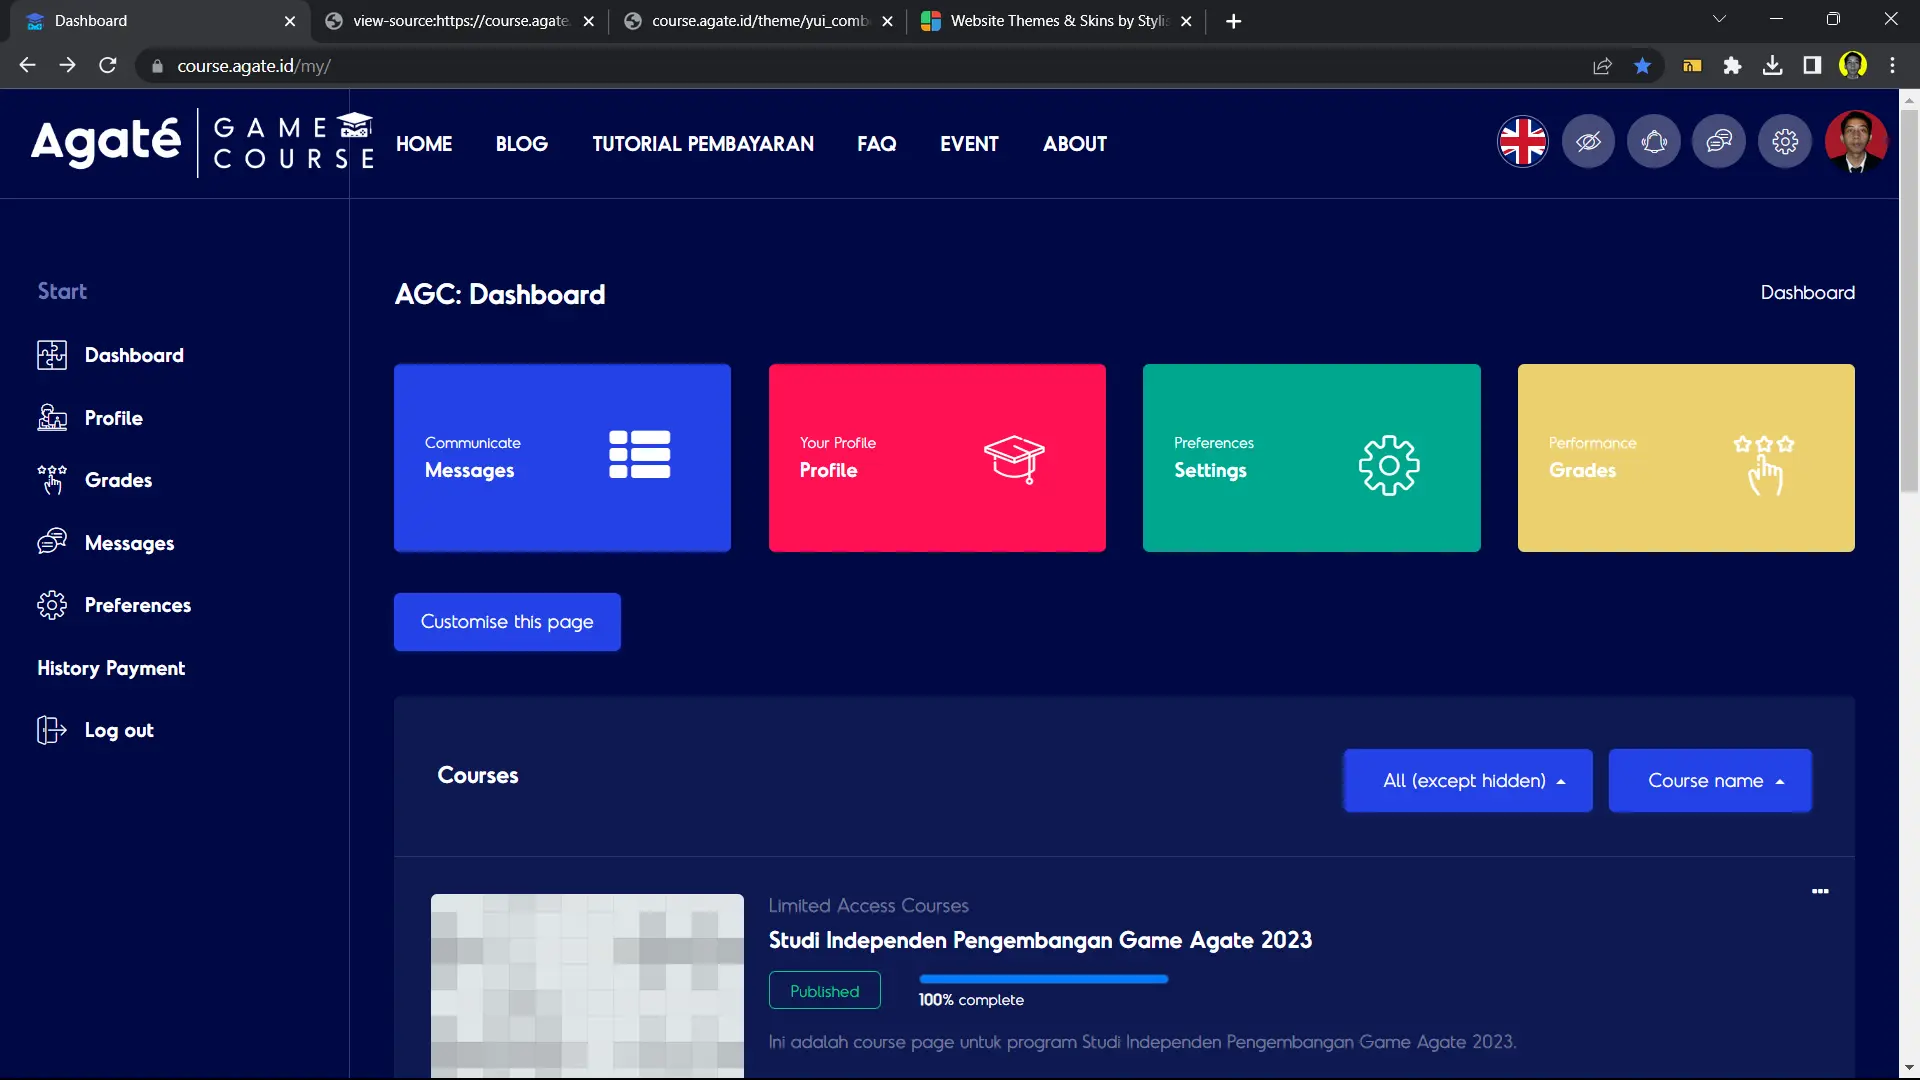 Dashboard
view-source:https://course.agate.
course.agate.id/theme/yui_comb
Website Themes & Skins by Stylis
course.agate.id/my/
Agaté
GAME
COURSE
HOME
BLOG
TUTORIAL PEMBAYARAN
FAQ
EVENT
ABOUT
Start
Dashboard
Profile
Grades
Messages
Preferences
History Payment
Log out
AGC: Dashboard
Dashboard
Communicate
Messages
Your Profile
Profile
Preferences
Settings
Performance
Grades
Customise this page
Courses
All (except hidden)
Course name
Limited Access Courses
Studi Independen Pengembangan Game Agate 2023
Published
100% complete
Ini adalah course page untuk program Studi Independen Pengembangan Game Agate 2023.